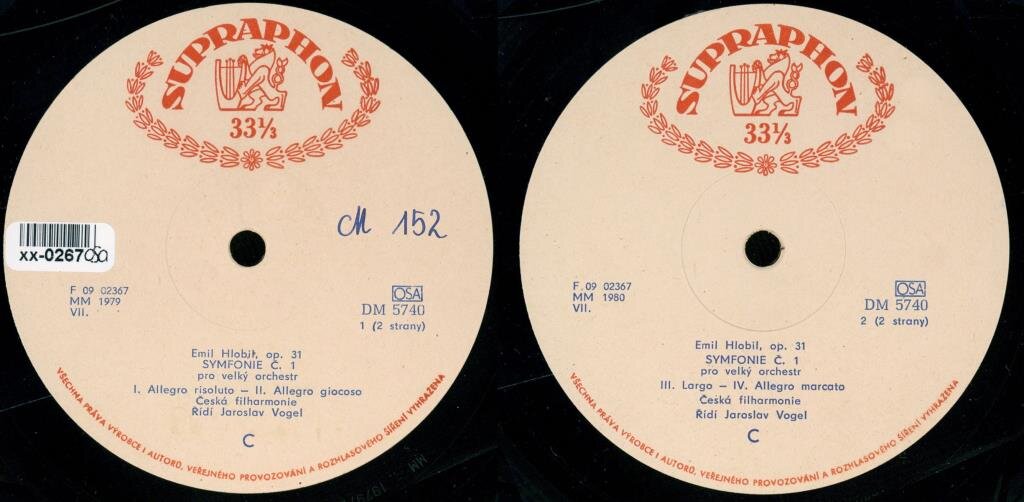 SUPRAPHON
33⅓
M 152
xx-0267 OSA
F 09 02367
MM 1979
VII.
OSA
DM 5740
1 (2 strany)
Emil Hlobil, op. 31
SYMFONIE Č. 1
pro velký orchestr
I. Allegro risoluto – II. Allegro giocoso
Česká filharmonie
Řídí Jaroslav Vogel
C
VŠECHNA PRÁVA VÝROBCE I AUTORŮ, VEŘEJNÉHO PROVOZOVÁNÍ A ROZHLASOVÉHO ŠÍŘENÍ VYHRAŽENA
SUPRAPHON
33⅓
F. 09 02367
MM 1980
VII.
OSA
DM 5740
2 (2 strany)
Emil Hlobil, op. 31
SYMFONIE Č. 1
pro velký orchestr
III. Largo – IV. Allegro marcato
Česká filharmonie
Řídí Jaroslav Vogel
C
VŠECHNA PRÁVA VÝROBCE I AUTORŮ, VEŘEJNÉHO PROVOZOVÁNÍ A ROZHLASOVÉHO ŠÍŘENÍ VYHRAŽENA